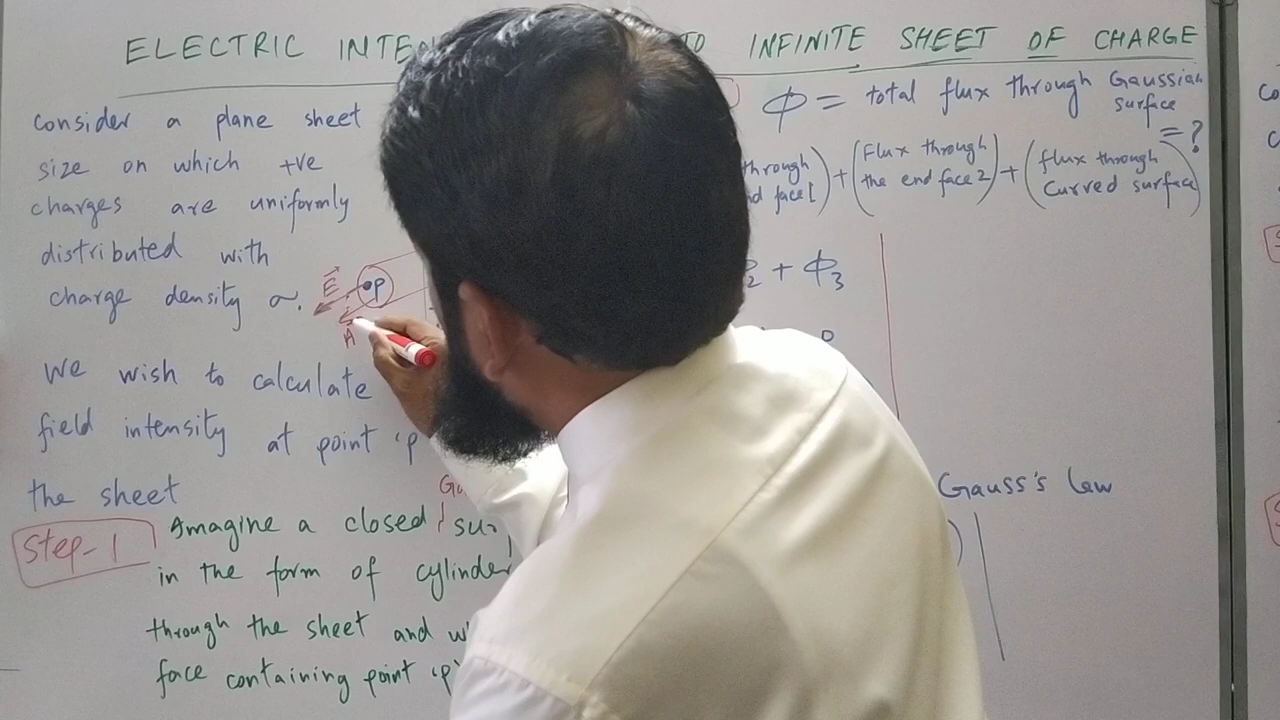 ELECTRIC INTE TO INFINITE SHEET OF CHARGE
consider a plane sheet
size on which +ve
charges are uniformly
distributed with
charge density σ.
E P
A
We wish to calculate
field intensity at point 'p
the sheet
Step-1
Imagine a closed sur
in the form of cylinder
through the sheet and w
face containing point 'p'
ϕ = total flux through Gaussian
surface
= ?
through
face 1) + (Flux through
the end face 2) + (flux through
Curved surface)
2 + ϕ3
Gauss's law